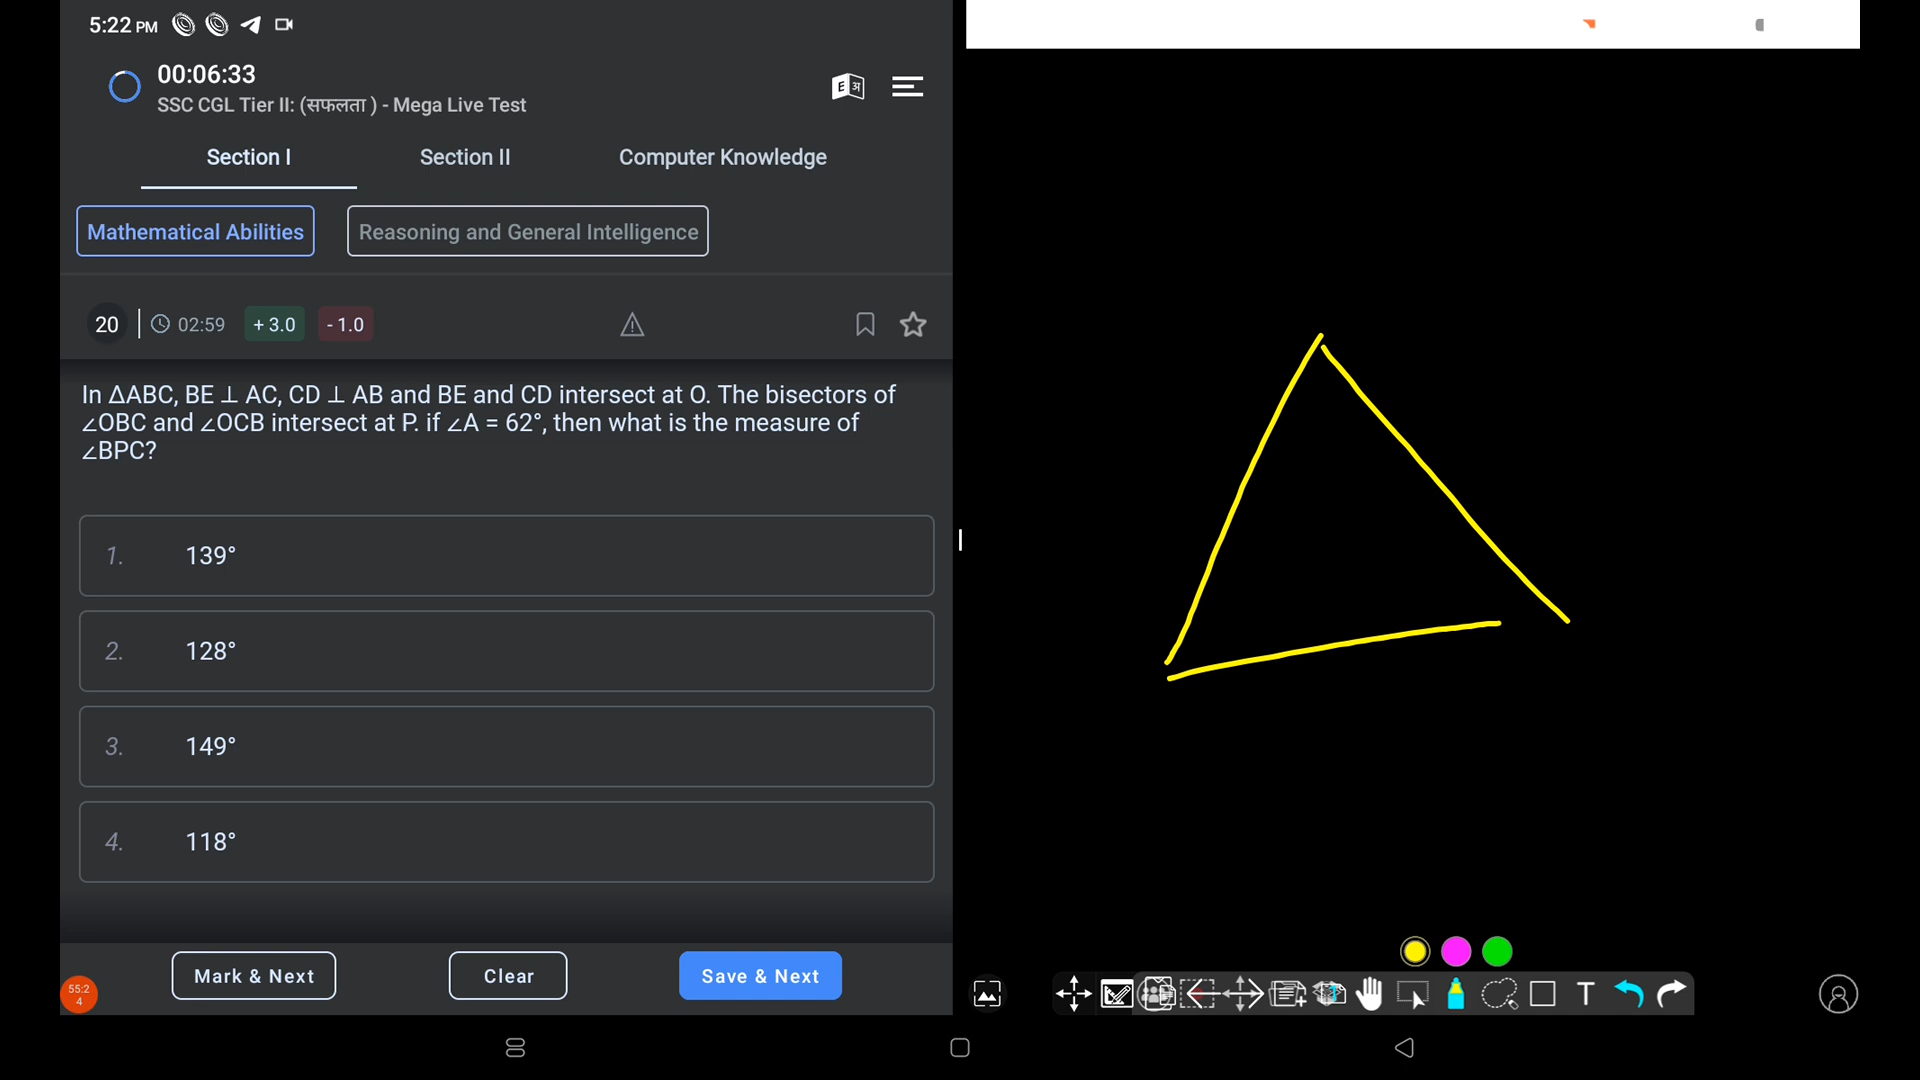 5:22 PM
00:06:33
SSC CGL Tier II: (सफलता ) - Mega Live Test
E अ
Section I
Section II
Computer Knowledge
Mathematical Abilities
Reasoning and General Intelligence
20
02:59
+ 3.0
- 1.0
In ΔABC, BE ⊥ AC, CD ⊥ AB and BE and CD intersect at O. The bisectors of
∠OBC and ∠OCB intersect at P. if ∠A = 62°, then what is the measure of
∠BPC?
1. 139°
2. 128°
3. 149°
4. 118°
Mark & Next
Clear
Save & Next
55:2
4
T